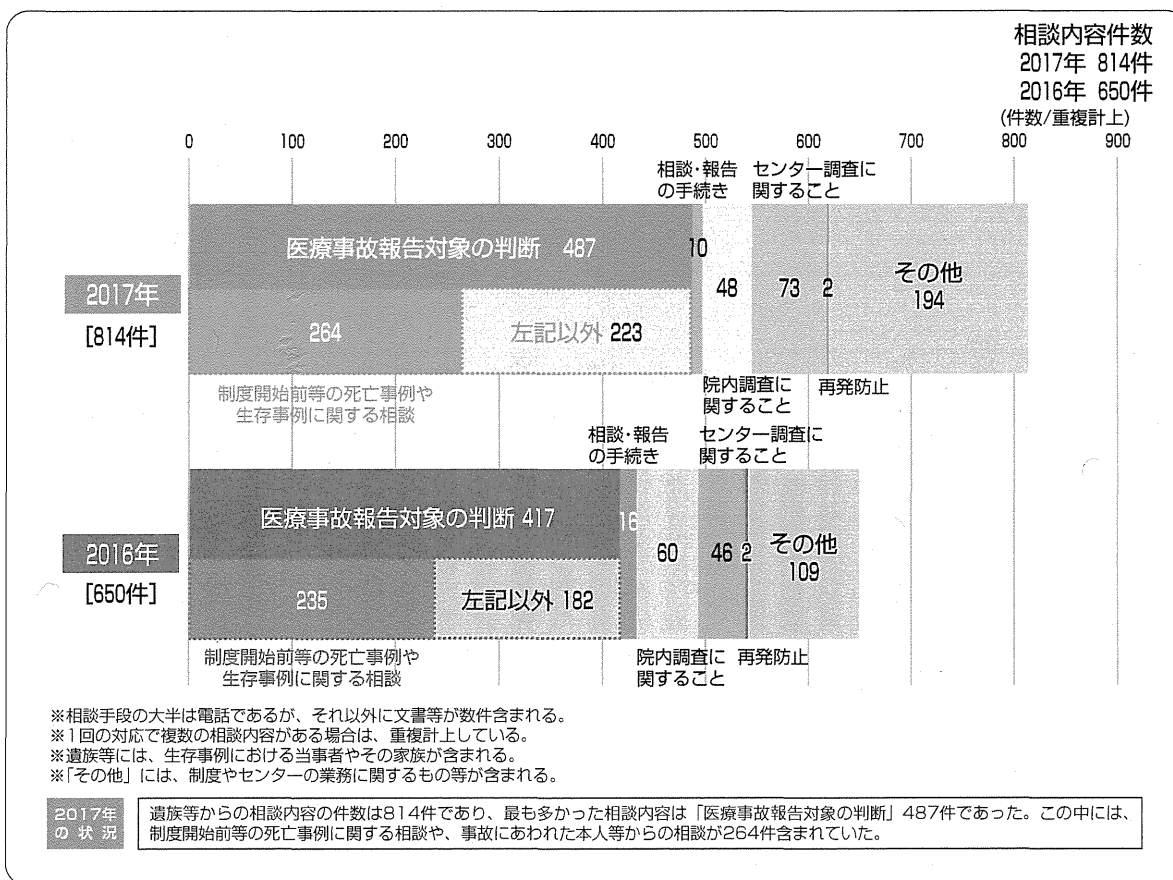 相談内容件数
2017年 814件
2016年 650件
(件数/重複計上)
0 100 200 300 400 500 600 700 800 900
相談・報告
の手続き
センター調査に
関すること
医療事故報告対象の判断 487
10
48
73
2
その他
194
2017年
[814件]
264
左記以外 223
制度開始前等の死亡事例や
生存事例に関する相談
院内調査に
関すること
再発防止
相談・報告
の手続き
センター調査に
関すること
医療事故報告対象の判断 417
16
60
46
2
その他
109
2016年
[650件]
235
左記以外 182
制度開始前等の死亡事例や
生存事例に関する相談
院内調査に
関すること
再発防止
※相談手段の大半は電話であるが、それ以外に文書等が数件含まれる。
※1回の対応で複数の相談内容がある場合は、重複計上している。
※遺族等には、生存事例における当事者やその家族が含まれる。
※「その他」には、制度やセンターの業務に関するもの等が含まれる。
2017年
の状況
遺族等からの相談内容の件数は814件であり、最も多かった相談内容は「医療事故報告対象の判断」487件であった。この中には、
制度開始前等の死亡事例に関する相談や、事故にあわれた本人等からの相談が264件含まれていた。